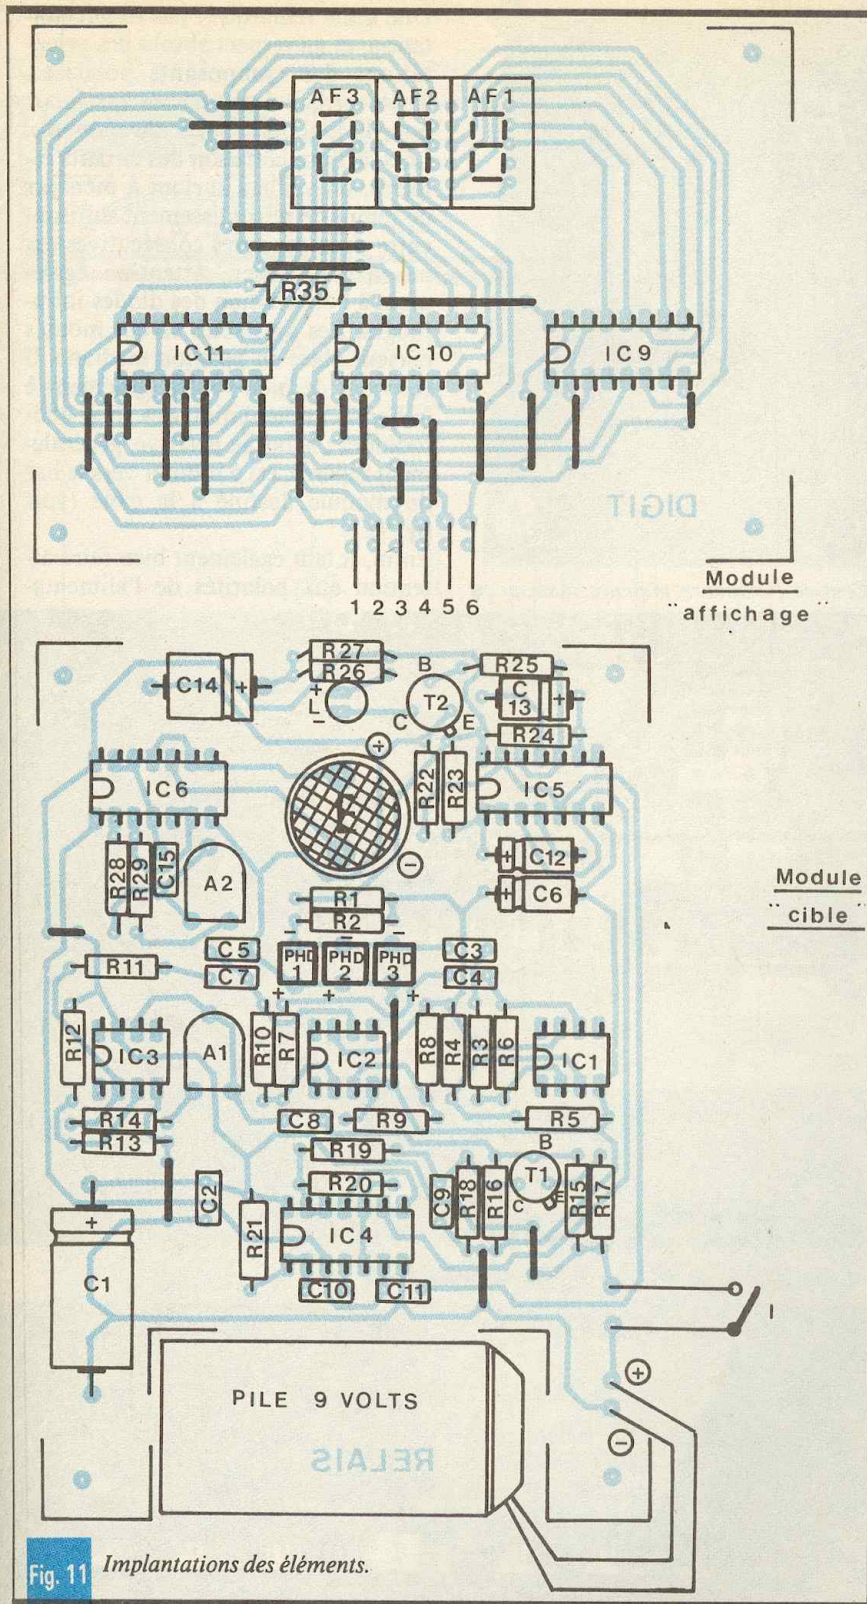 AF3 AF2 AF1
R35
IC11 IC10 IC9
DIGIT
1 2 3 4 5 6
Module
"affichage"
R27
R26
B
R25
C14 +
+
L
-
T2
C
13 +
C E
R24
+
IC6
R22
R23
IC5
R28
R29
C15
A2
-
+ C12
+ C6
R1
R2
Module
"cible"
- - -
C5
C7
PHD
1
PHD
2
PHD
3
C3
C4
R11
+ + +
R12
IC3
A1
R10
R7
IC2
R8
R4
R3
R6
IC1
R14
R13
C8
R9
R5
R19
B
R20
T1
C E
C2
R21
IC4
C9
R18
R16
R15
R17
+
C1
C10
C11
I
+
PILE 9 VOLTS
-
RELAIS
Fig. 11 Implantations des éléments.